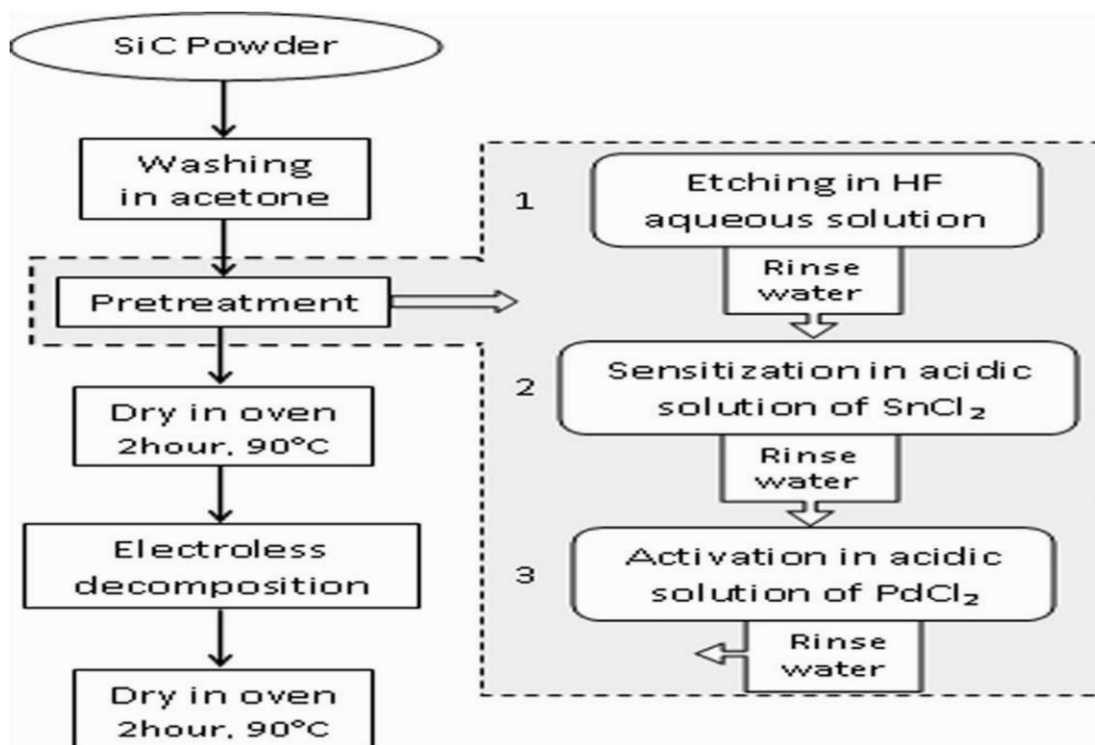 SiC Powder
Washing
in acetone
Pretreatment
Dry in oven
2hour, 90°C
Electroless
decomposition
Dry in oven
2hour, 90°C
1
Etching in HF
aqueous solution
Rinse
water
2
Sensitization in acidic
solution of SnCl₂
Rinse
water
3
Activation in acidic
solution of PdCl₂
Rinse
water